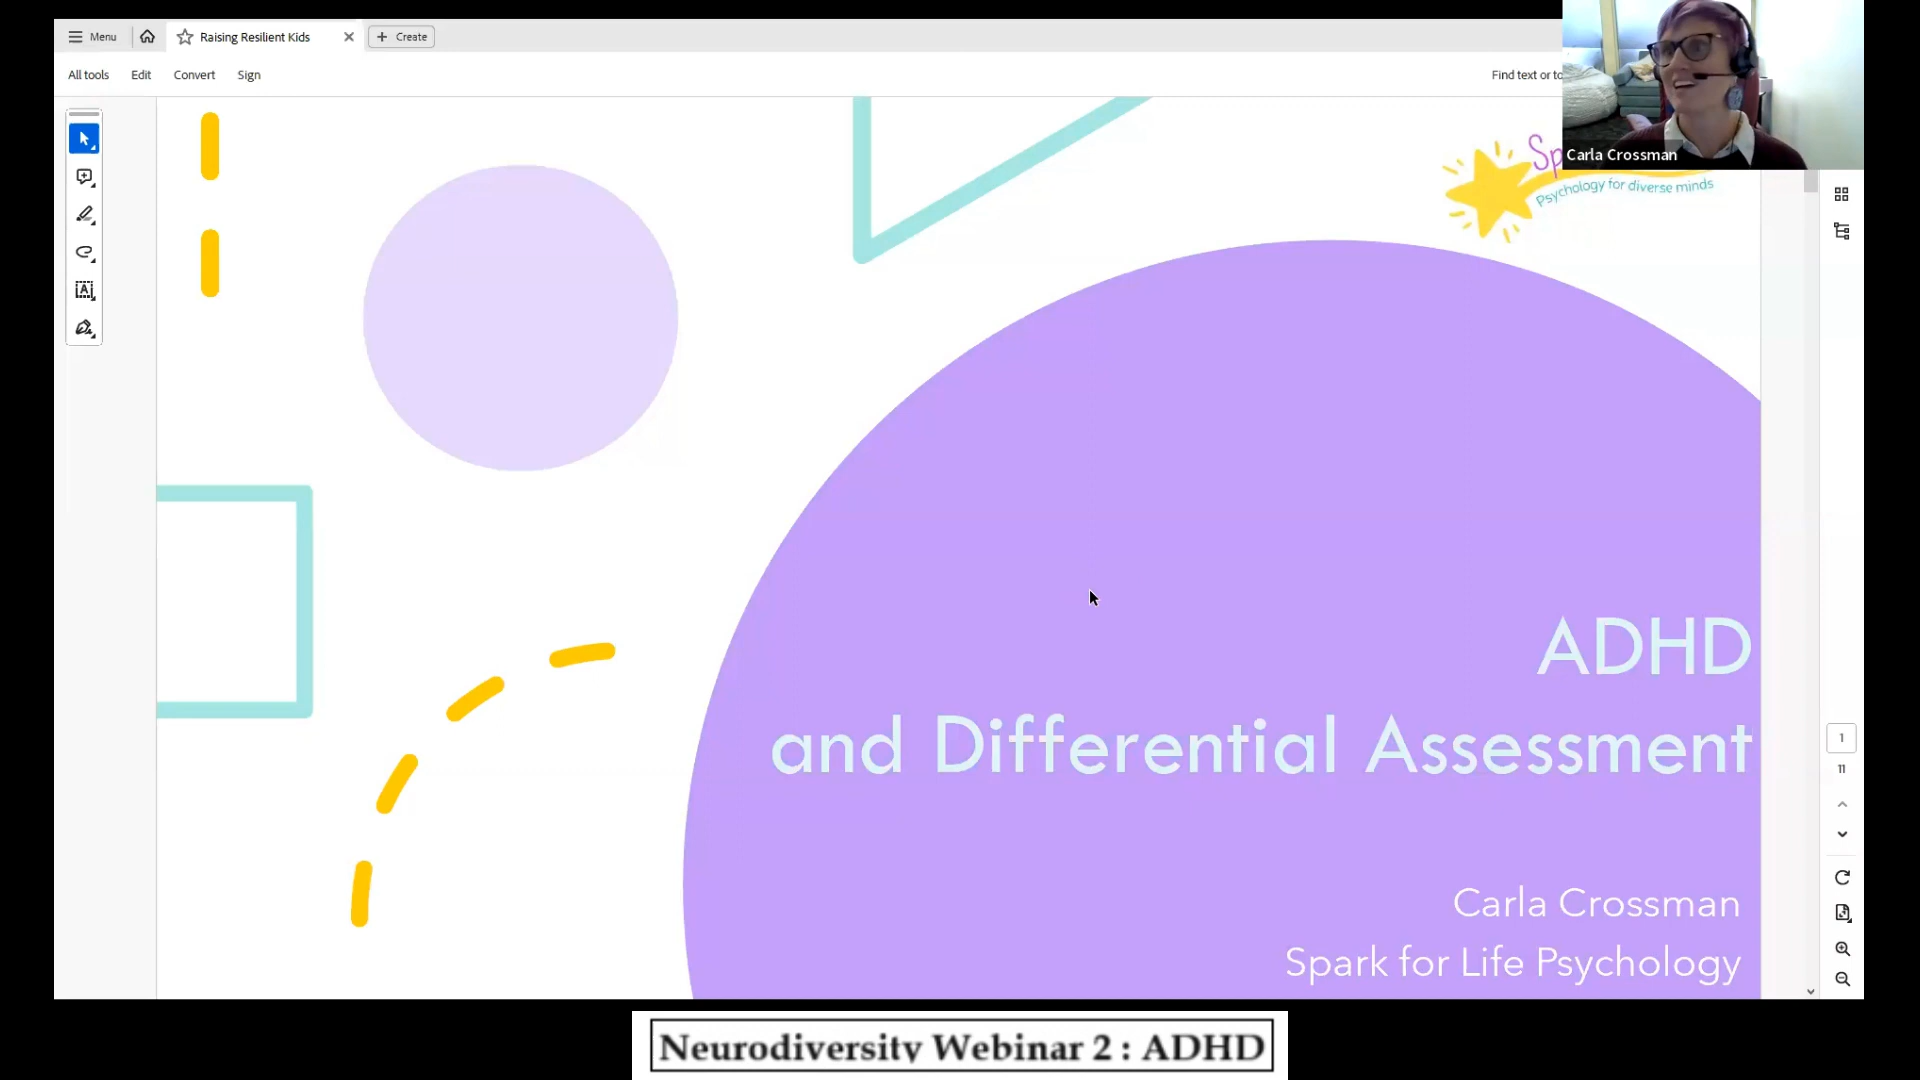 Menu
Raising Resilient Kids
Create
All tools
Edit
Convert
Sign
Find text or to
Carla Crossman
Sp
Psychology for diverse minds
ADHD
and Differential Assessment
Carla Crossman
Spark for Life Psychology
1
11
Neurodiversity Webinar 2 : ADHD